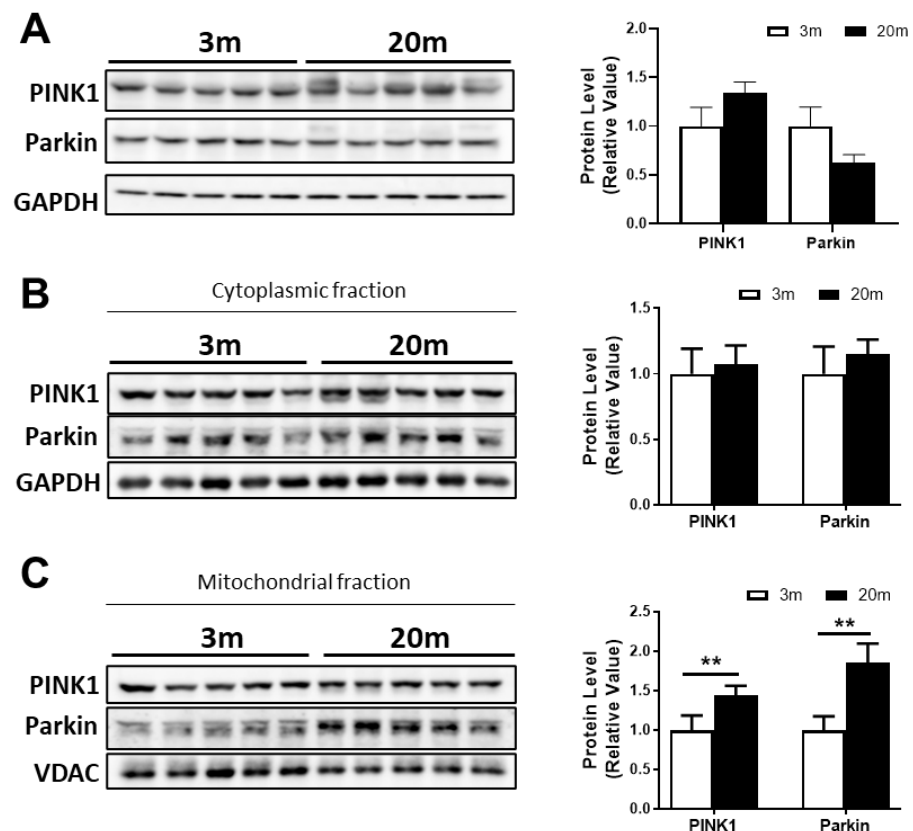 A
3m 20m
PINK1
Parkin
GAPDH
3m 20m
Protein Level
(Relative Value)
2.0
1.5
1.0
0.5
0.0
PINK1 Parkin
B
Cytoplasmic fraction
3m 20m
PINK1
Parkin
GAPDH
3m 20m
Protein Level
(Relative Value)
1.5
1.0
0.5
0.0
PINK1 Parkin
C
Mitochondrial fraction
3m 20m
PINK1
Parkin
VDAC
3m 20m
Protein Level
(Relative Value)
2.5
2.0
1.5
1.0
0.5
0.0
** **
PINK1 Parkin